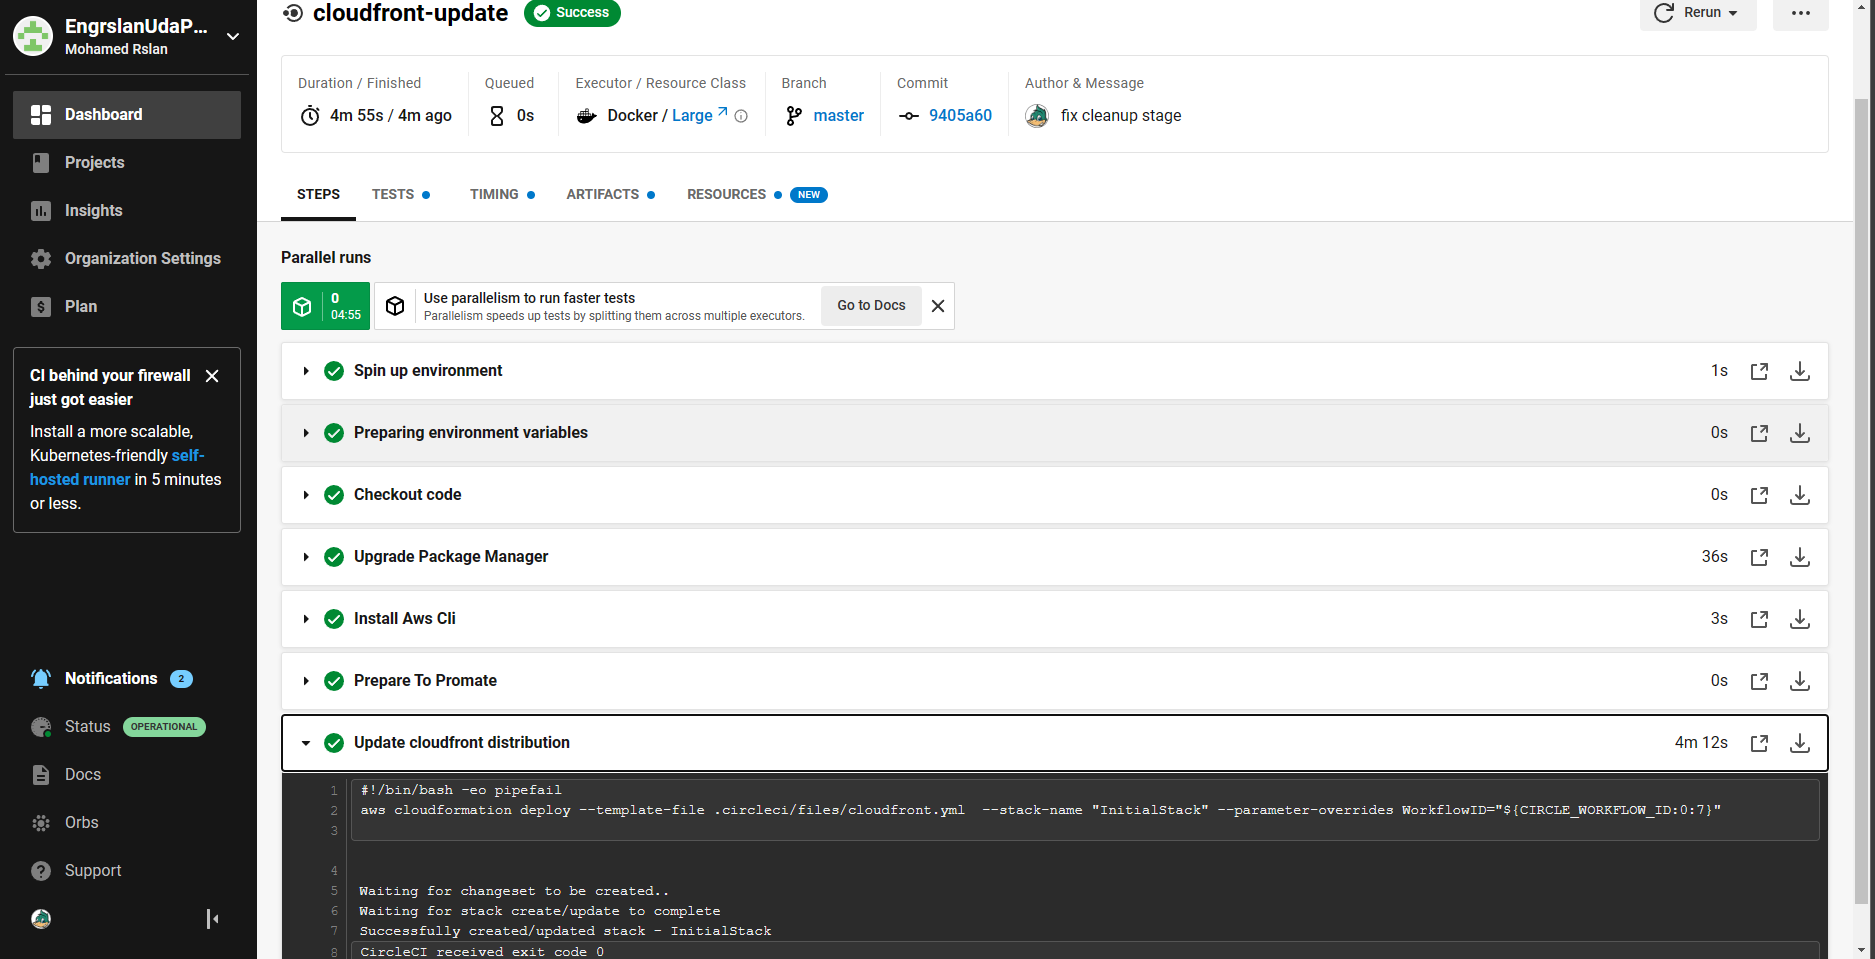 EngrslanUdaP...
Mohamed Rslan
Dashboard
Projects
Insights
Organization Settings
Plan
CI behind your firewall
just got easier
Install a more scalable,
Kubernetes-friendly self-
hosted runner in 5 minutes
or less.
Notifications 2
Status OPERATIONAL
Docs
Orbs
Support
cloudfront-update Success
Rerun
Duration / Finished
4m 55s / 4m ago
Queued
0s
Executor / Resource Class
Docker / Large
Branch
master
Commit
9405a60
Author & Message
fix cleanup stage
STEPS TESTS TIMING ARTIFACTS RESOURCES NEW
Parallel runs
0
04:55
Use parallelism to run faster tests
Parallelism speeds up tests by splitting them across multiple executors.
Go to Docs
Spin up environment 1s
Preparing environment variables 0s
Checkout code 0s
Upgrade Package Manager 36s
Install Aws Cli 3s
Prepare To Promate 0s
Update cloudfront distribution 4m 12s
1 #!/bin/bash -eo pipefail
2 aws cloudformation deploy --template-file .circleci/files/cloudfront.yml  --stack-name "InitialStack" --parameter-overrides WorkflowID="${CIRCLE_WORKFLOW_ID:0:7}"
3
4
5 Waiting for changeset to be created..
6 Waiting for stack create/update to complete
7 Successfully created/updated stack - InitialStack
8 CircleCI received exit code 0